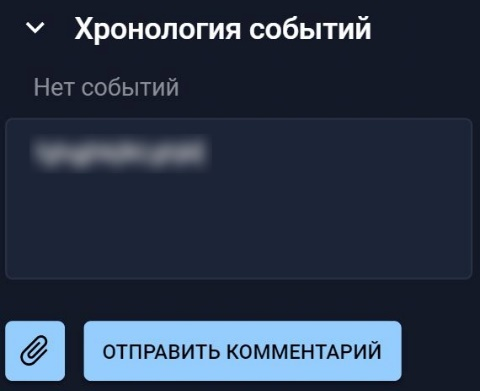 Хронология событий
Нет событий
ОТПРАВИТЬ КОММЕНТАРИЙ